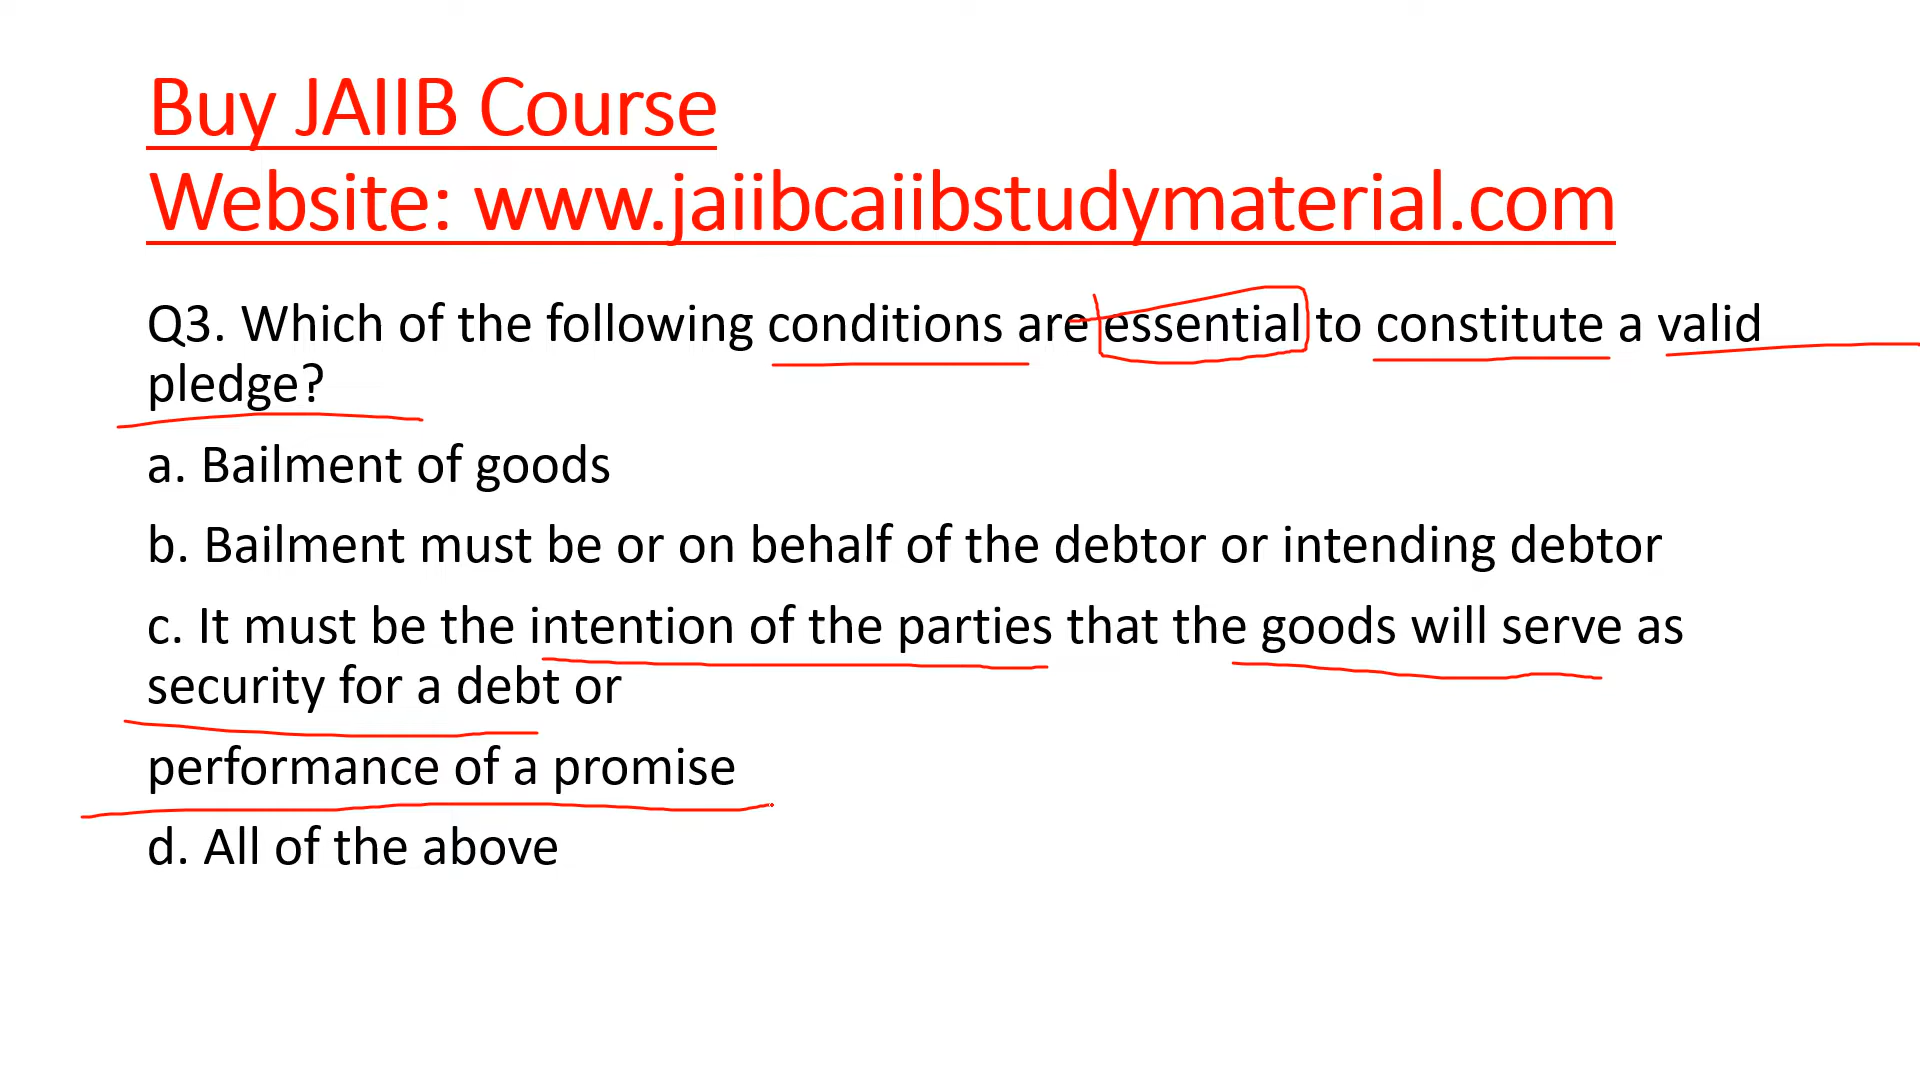 Buy JAIIB Course
Website: www.jaiibcaiibstudymaterial.com
Q3. Which of the following conditions are essential to constitute a valid
pledge?
a. Bailment of goods
b. Bailment must be or on behalf of the debtor or intending debtor
c. It must be the intention of the parties that the goods will serve as
security for a debt or
performance of a promise
d. All of the above